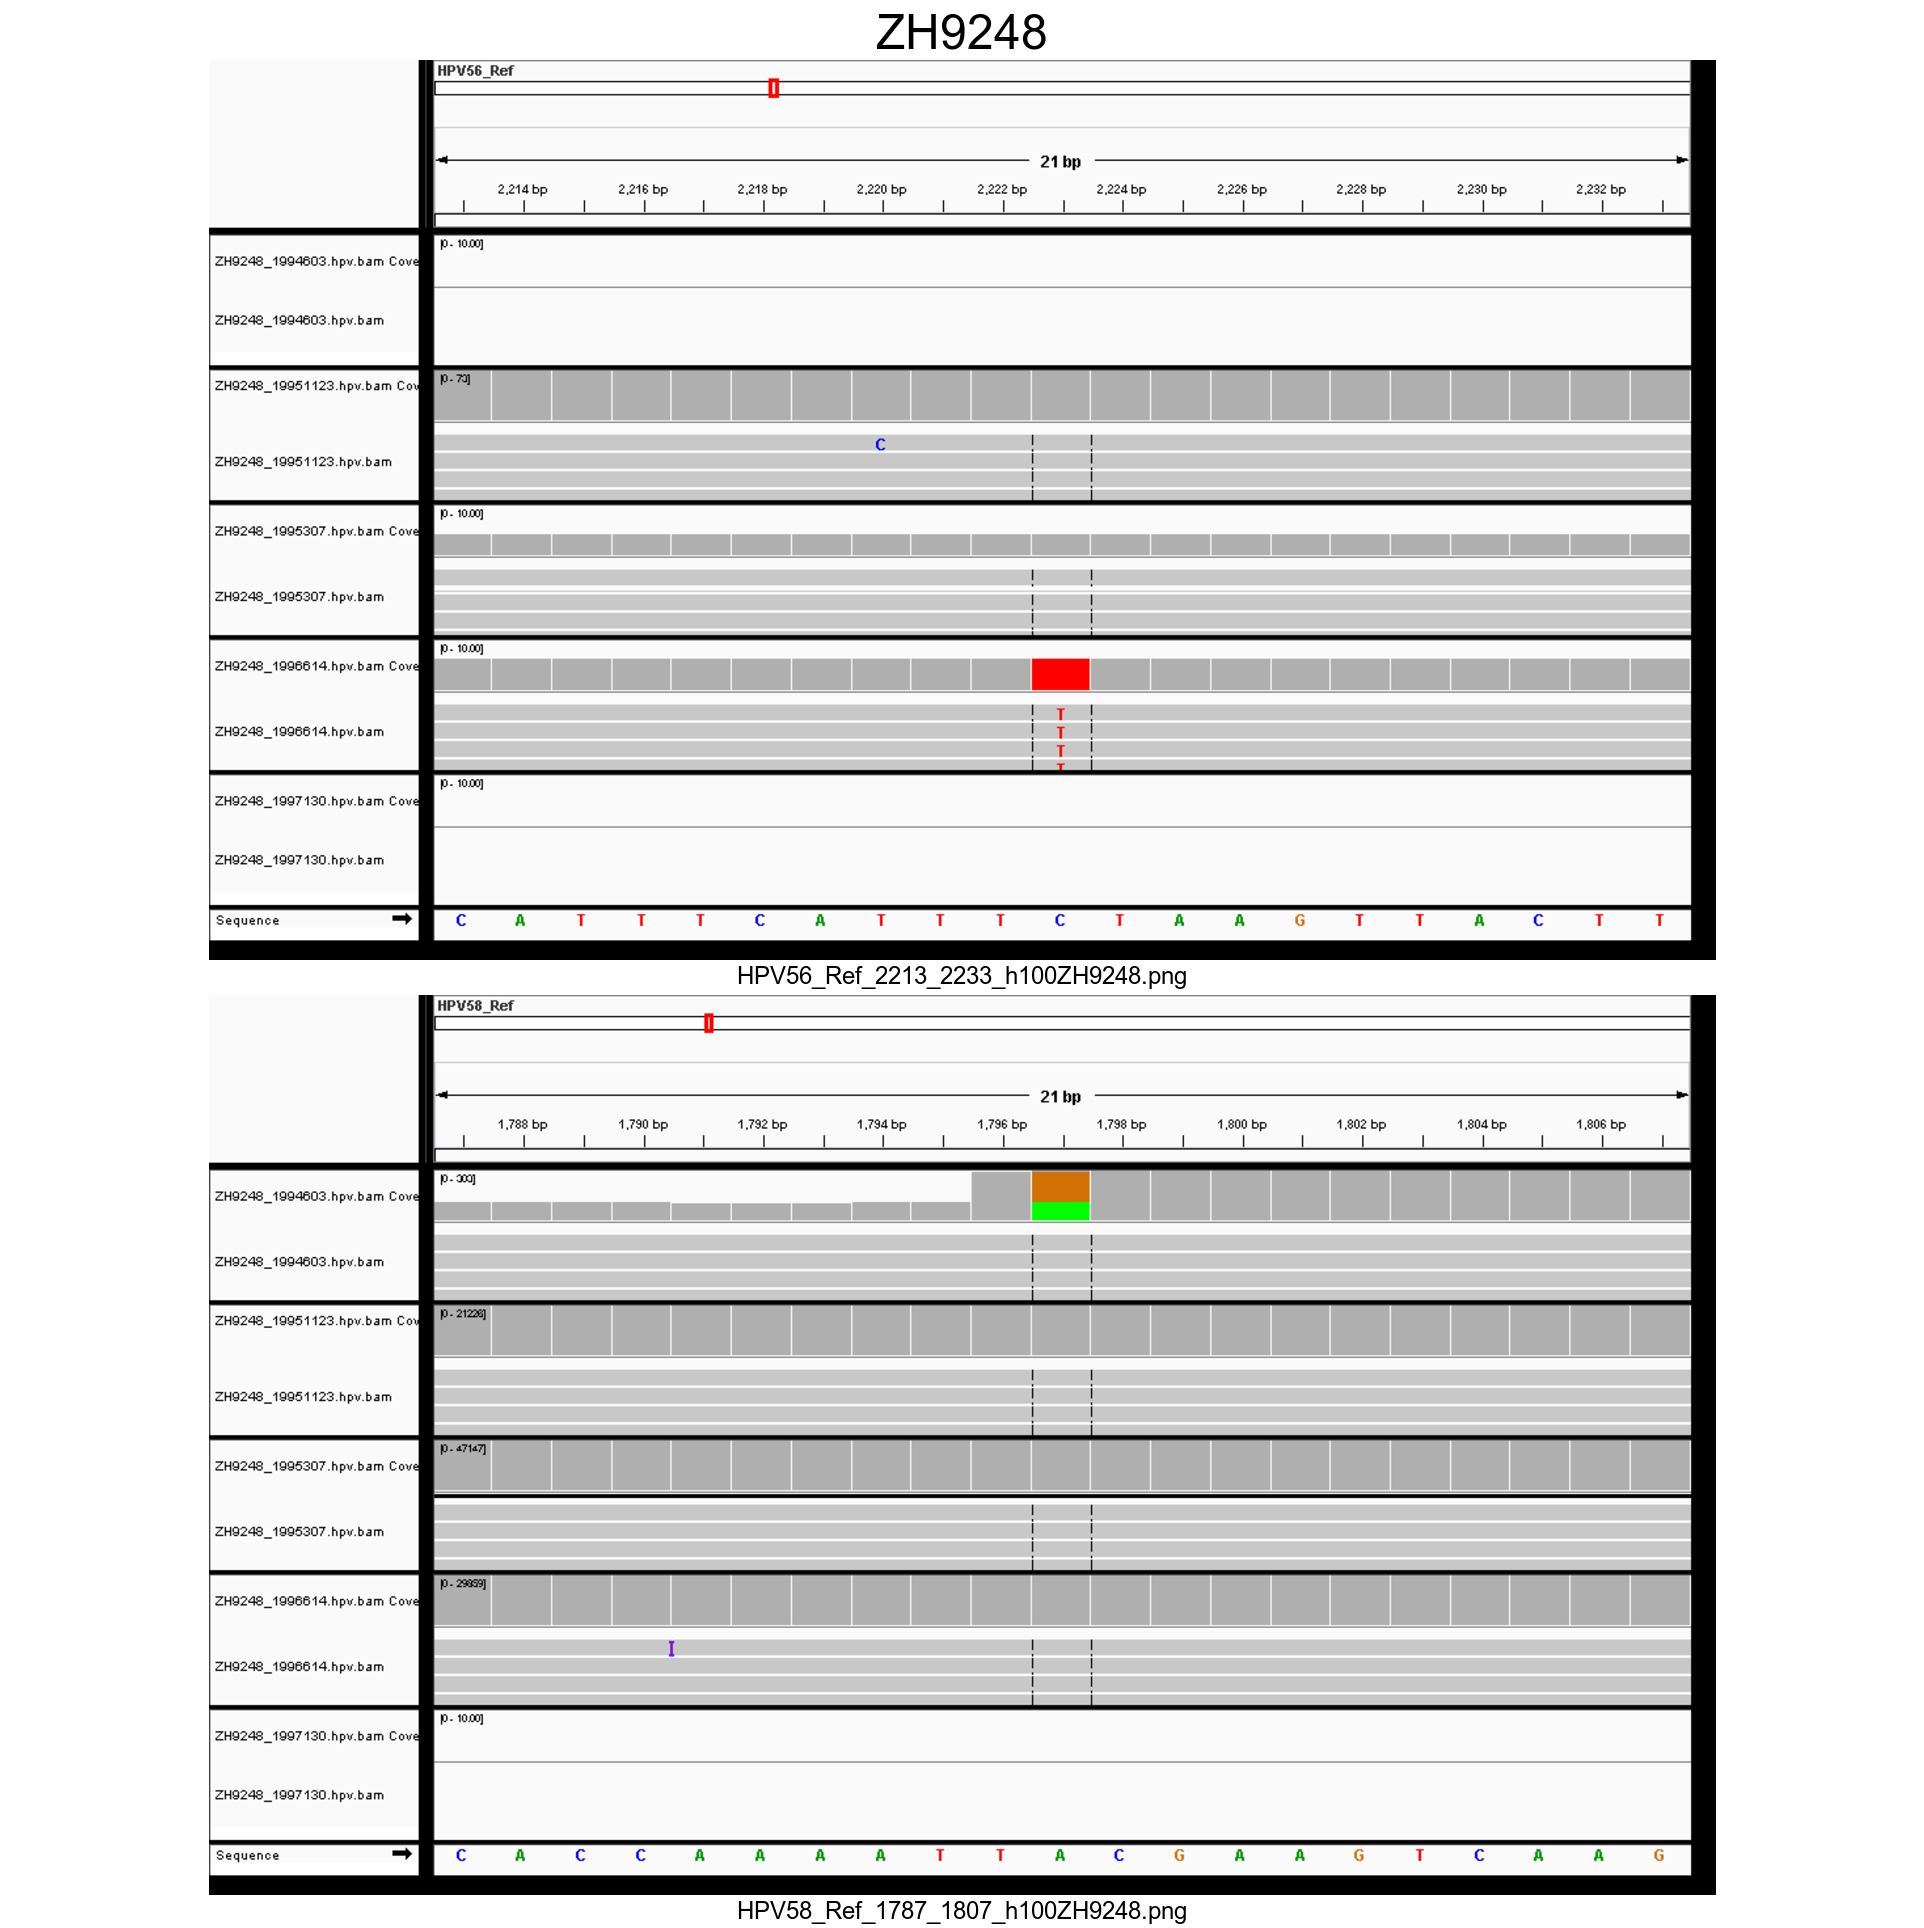 ZH9248
HPV56_Ref
21 bp
2,214 bp 2,216 bp 2,218 bp 2,220 bp 2,222 bp 2,224 bp 2,226 bp 2,228 bp 2,230 bp 2,232 bp
[0 - 10.00]
ZH9248_1994603.hpv.bam Cove
ZH9248_1994603.hpv.bam
[0 - 73]
ZH9248_19951123.hpv.bam Cov
C
ZH9248_19951123.hpv.bam
[0 - 10.00]
ZH9248_1995307.hpv.bam Cove
ZH9248_1995307.hpv.bam
[0 - 10.00]
ZH9248_1996614.hpv.bam Cove
T
T
ZH9248_1996614.hpv.bam
T
T
[0 - 10.00]
ZH9248_1997130.hpv.bam Cove
ZH9248_1997130.hpv.bam
Sequence C A T T T C A T T T C T A A G T T A C T T
HPV56_Ref_2213_2233_h100ZH9248.png
HPV58_Ref
21 bp
1,788 bp 1,790 bp 1,792 bp 1,794 bp 1,796 bp 1,798 bp 1,800 bp 1,802 bp 1,804 bp 1,806 bp
[0 - 303]
ZH9248_1994603.hpv.bam Cove
ZH9248_1994603.hpv.bam
[0 - 21226]
ZH9248_19951123.hpv.bam Cov
ZH9248_19951123.hpv.bam
[0 - 47147]
ZH9248_1995307.hpv.bam Cove
ZH9248_1995307.hpv.bam
[0 - 29859]
ZH9248_1996614.hpv.bam Cove
I
ZH9248_1996614.hpv.bam
[0 - 10.00]
ZH9248_1997130.hpv.bam Cove
ZH9248_1997130.hpv.bam
Sequence C A C C A A A A T T A C G A A G T C A A G
HPV58_Ref_1787_1807_h100ZH9248.png